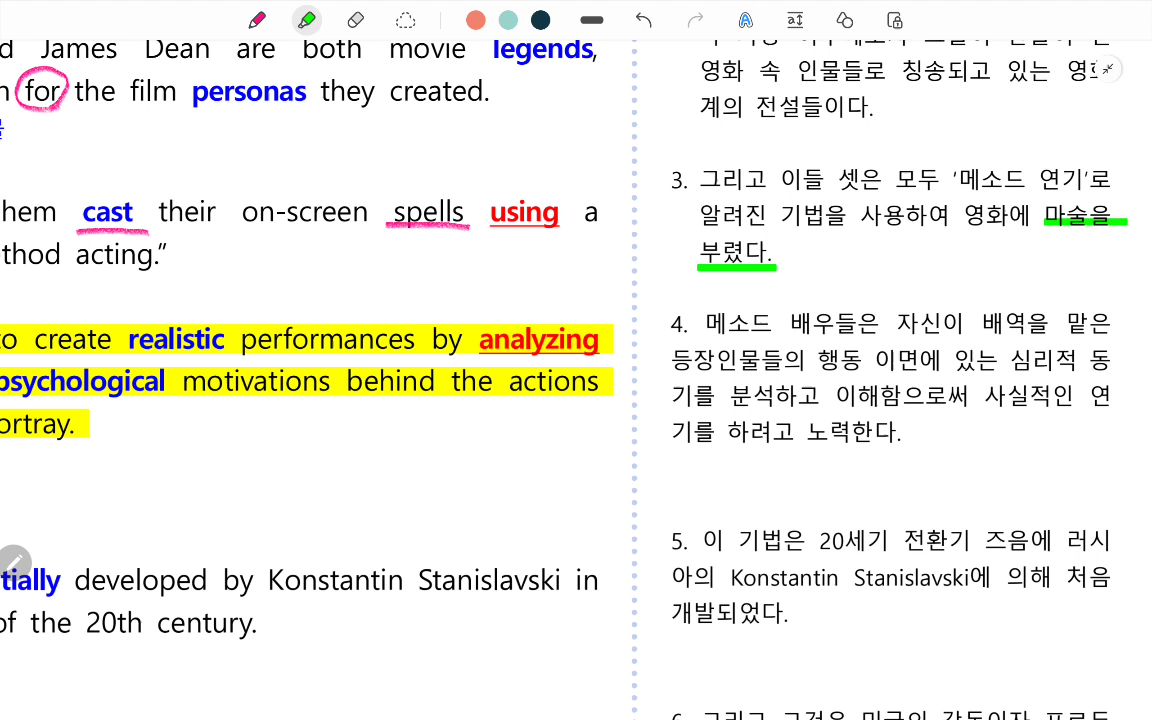 d James Dean are both movie legends,
for the film personas they created.
hem cast their on-screen spells using a
thod acting.”
to create realistic performances by analyzing
psychological motivations behind the actions
ortray.
tially developed by Konstantin Stanislavski in
of the 20th century.
영화 속 인물들로 칭송되고 있는
계의 전설들이다.
3. 그리고 이들 셋은 모두 ‘메소드 연기’로
알려진 기법을 사용하여 영화에 마술을
부렸다.
4. 메소드 배우들은 자신이 배역을 맡은
등장인물들의 행동 이면에 있는 심리적 동
기를 분석하고 이해함으로써 사실적인 연
기를 하려고 노력한다.
5. 이 기법은 20세기 전환기 즈음에 러시
아의 Konstantin Stanislavski에 의해 처음
개발되었다.